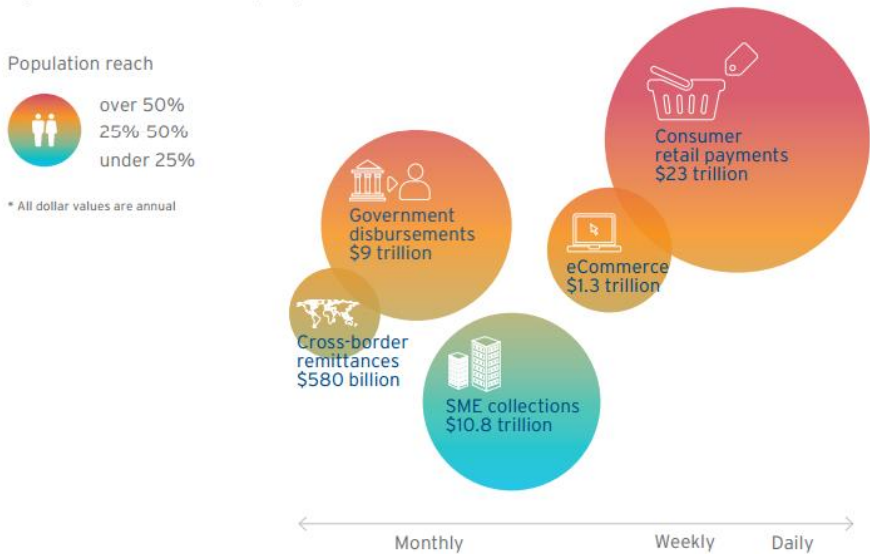 Population reach
over 50%
25% 50%
under 25%
* All dollar values are annual
Consumer
retail payments
$23 trillion
Government
disbursements
$9 trillion
eCommerce
$1.3 trillion
Cross-border
remittances
$580 billion
SME collections
$10.8 trillion
Monthly
Weekly
Daily